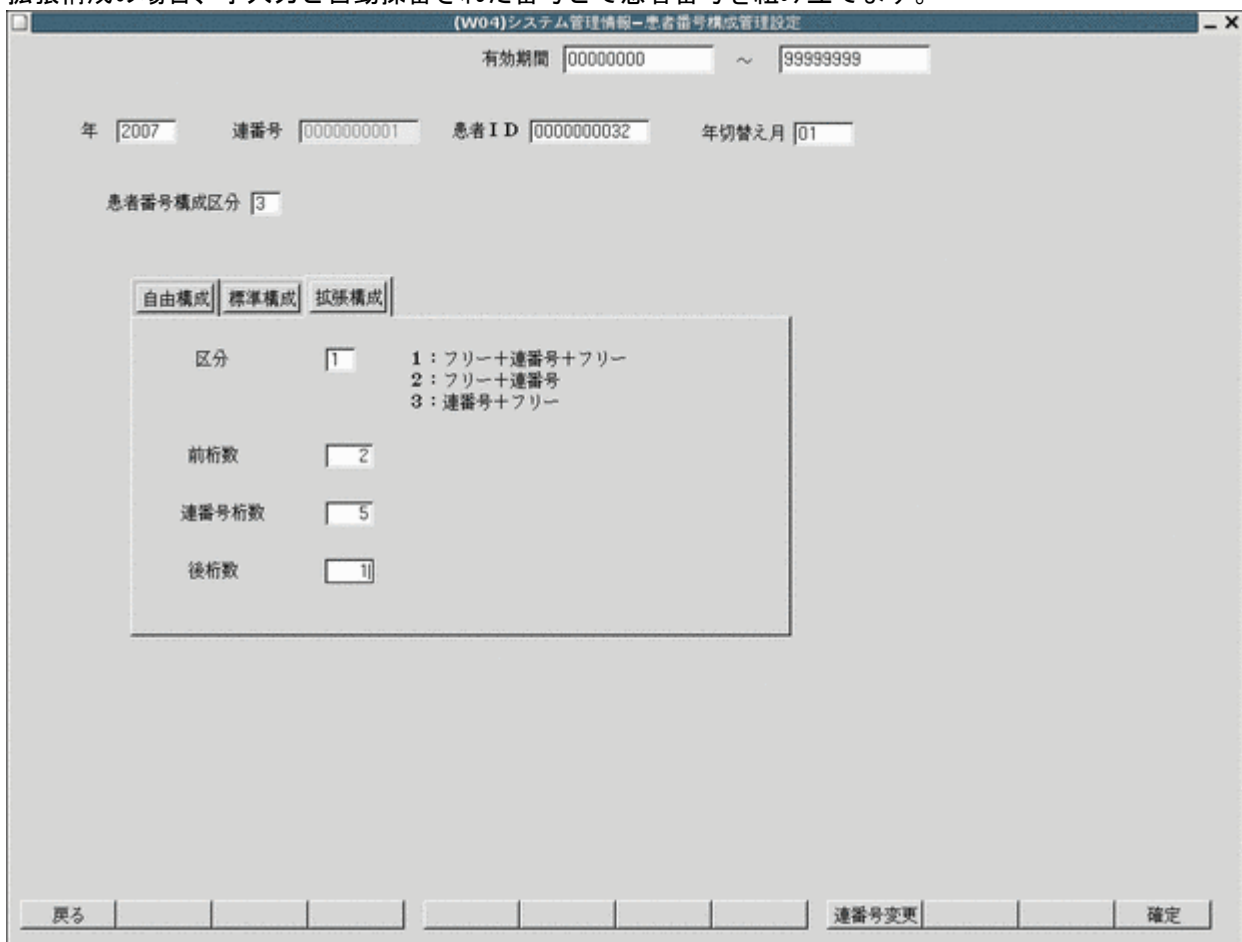 拡張構成の場合、手入力と自動採番された番号とで患者番号を組み立てます。
(W04)システム管理情報-患者番号構成管理設定
有効期間 00000000 ～ 99999999
年 2007 連番号 0000000001 患者ID 0000000032 年切替え月 01
患者番号構成区分 3
自由構成 標準構成 拡張構成
区分 1 1：フリー＋連番号＋フリー
2：フリー＋連番号
3：連番号＋フリー
前桁数 2
連番号桁数 5
後桁数 1
戻る 連番号変更 確定